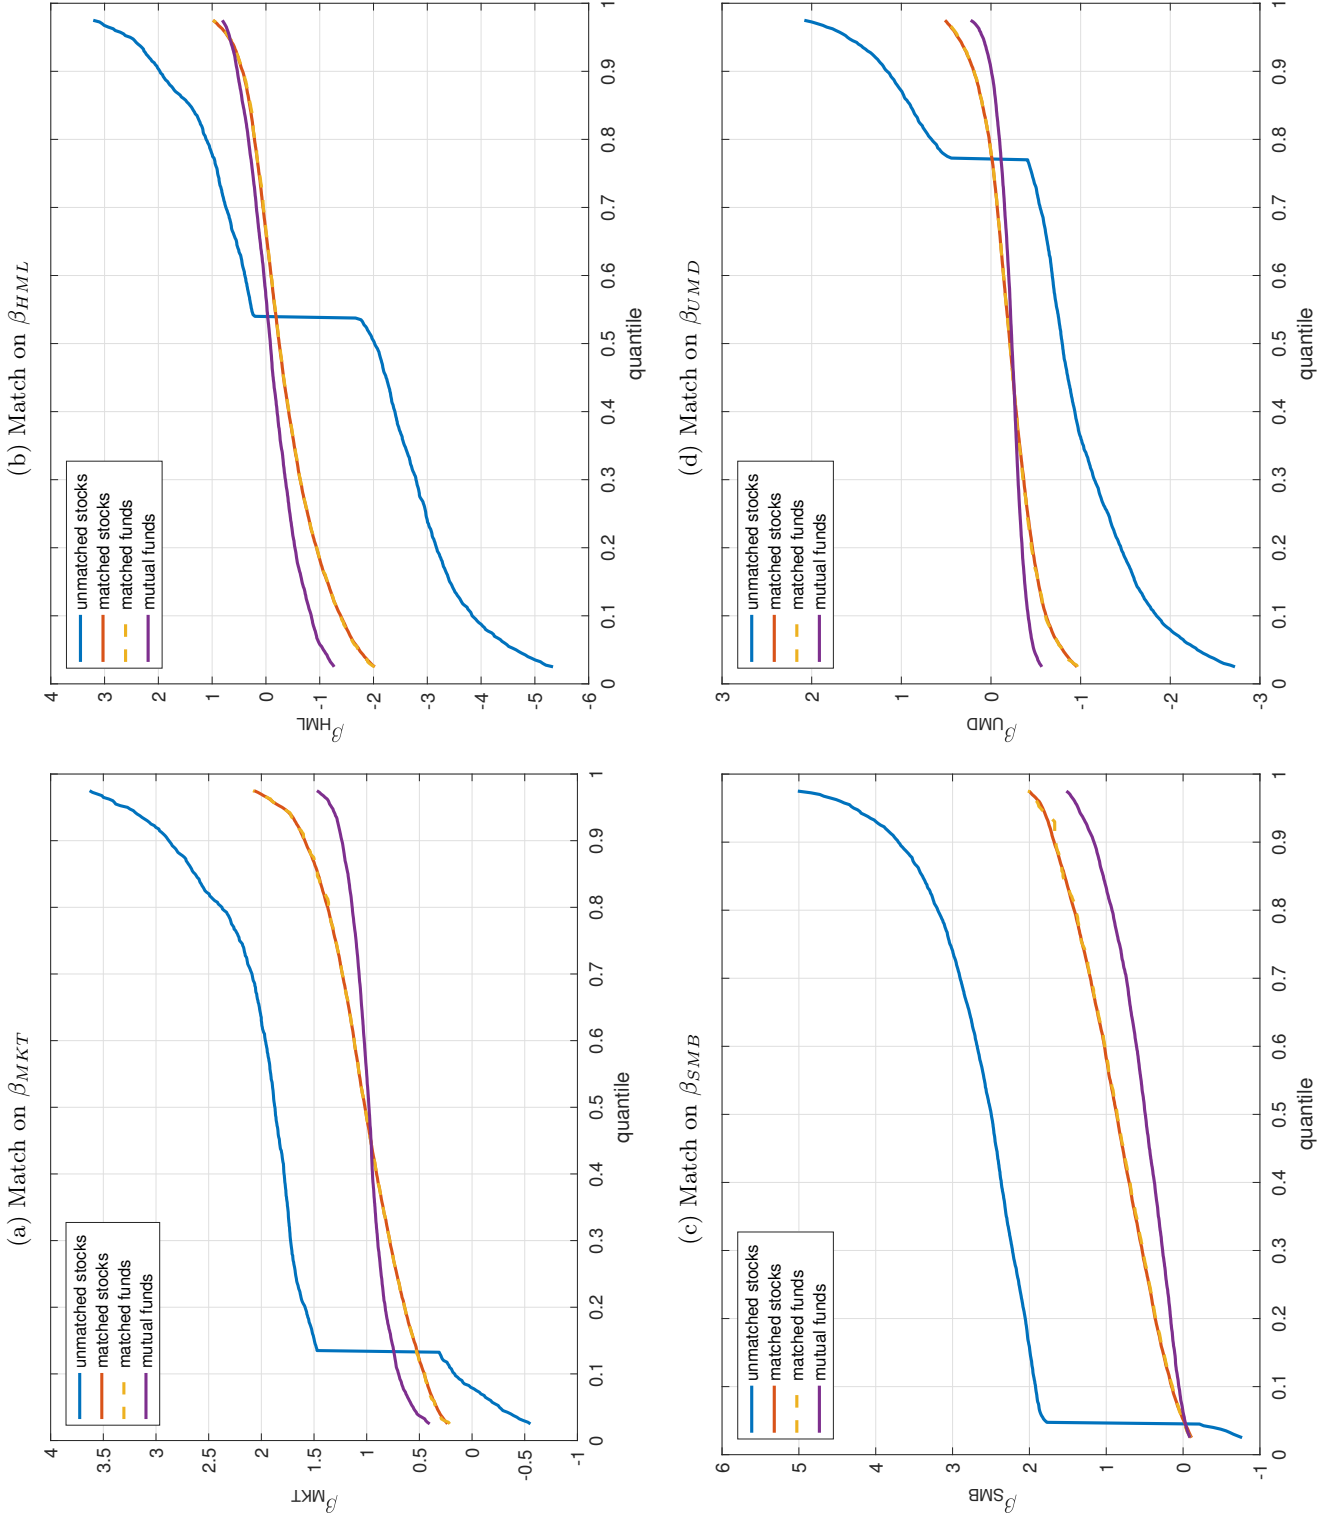 (a) Match on β_MKT
4
3.5
3
2.5
2
1.5
1
0.5
0
-0.5
-1
β_MKT
unmatched stocks
matched stocks
matched funds
mutual funds
0 0.1 0.2 0.3 0.4 0.5 0.6 0.7 0.8 0.9 1
quantile
(b) Match on β_HML
4
3
2
1
0
-1
-2
-3
-4
-5
-6
β_HML
unmatched stocks
matched stocks
matched funds
mutual funds
0 0.1 0.2 0.3 0.4 0.5 0.6 0.7 0.8 0.9 1
quantile
(c) Match on β_SMB
6
5
4
3
2
1
0
-1
β_SMB
unmatched stocks
matched stocks
matched funds
mutual funds
0 0.1 0.2 0.3 0.4 0.5 0.6 0.7 0.8 0.9 1
quantile
(d) Match on β_UMD
3
2
1
0
-1
-2
-3
β_UMD
unmatched stocks
matched stocks
matched funds
mutual funds
0 0.1 0.2 0.3 0.4 0.5 0.6 0.7 0.8 0.9 1
quantile